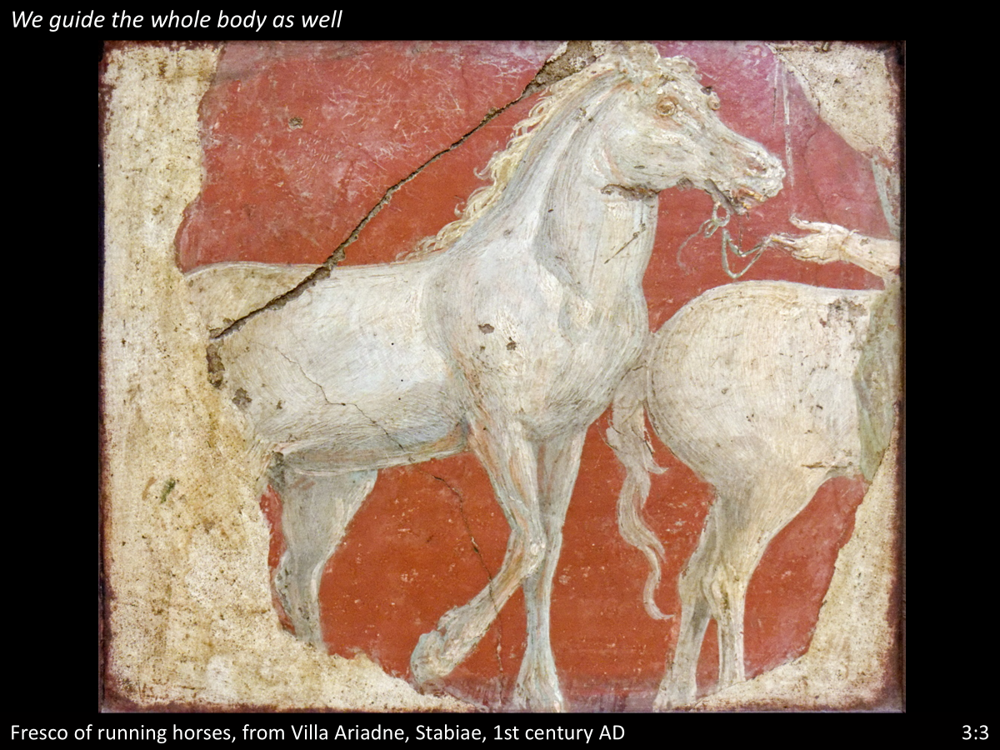 We guide the whole body as well
Fresco of running horses, from Villa Ariadne, Stabiae, 1st century AD
3:3